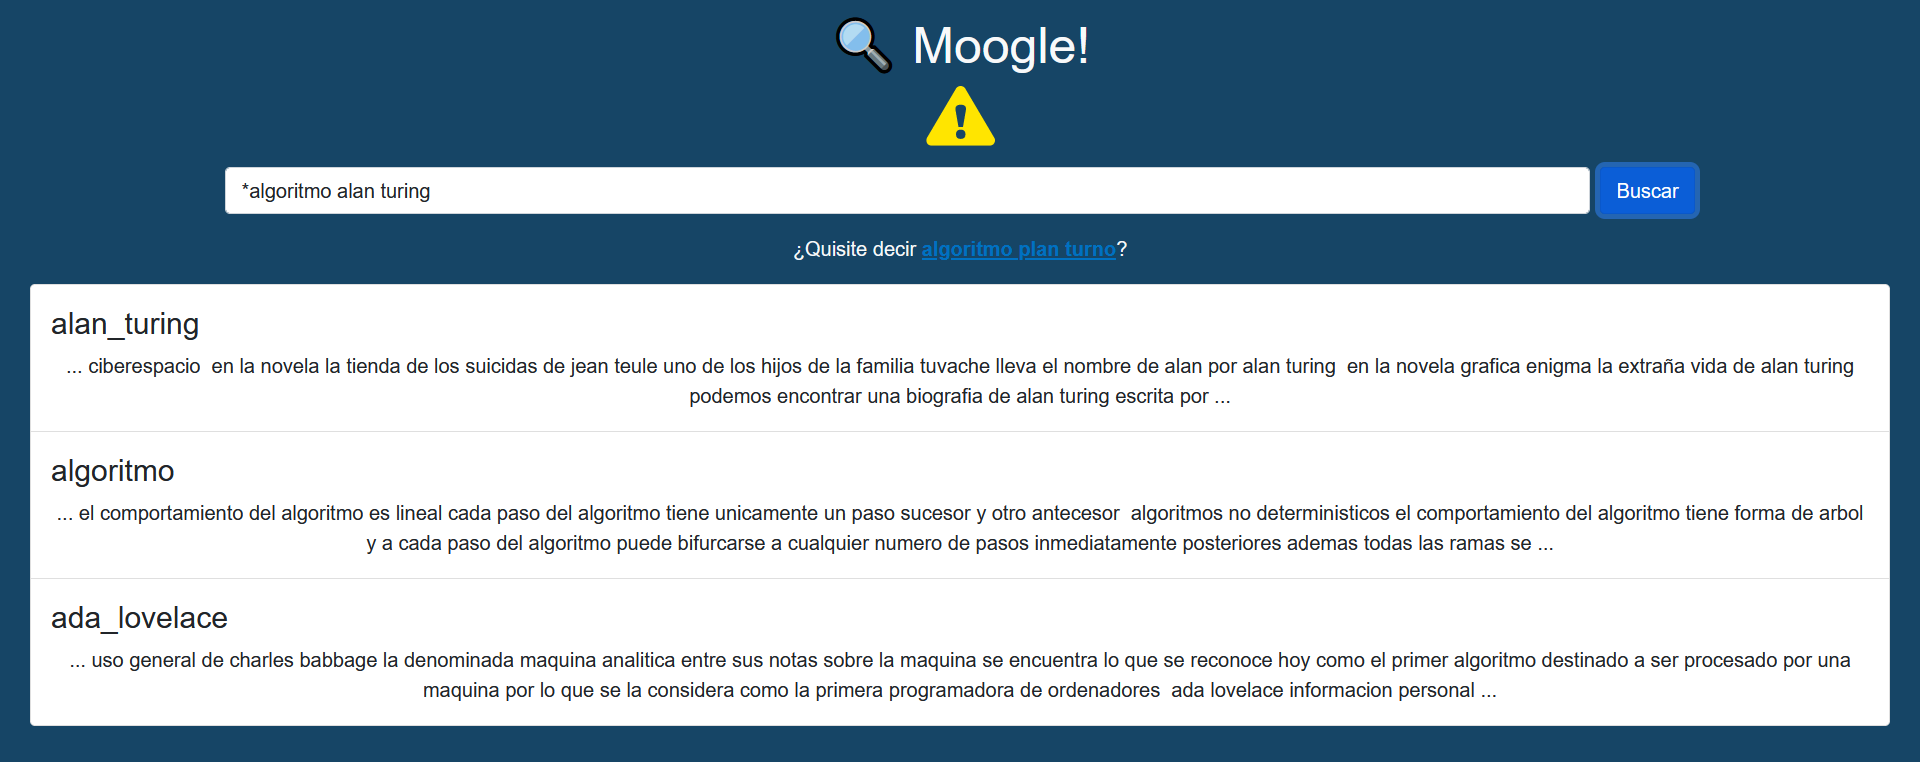 Moogle!
*algoritmo alan turing
Buscar
¿Quisite decir algoritmo plan turno?
alan_turing
... ciberespacio  en la novela la tienda de los suicidas de jean teule uno de los hijos de la familia tuvache lleva el nombre de alan por alan turing  en la novela grafica enigma la extraña vida de alan turing
podemos encontrar una biografia de alan turing escrita por ...
algoritmo
... el comportamiento del algoritmo es lineal cada paso del algoritmo tiene unicamente un paso sucesor y otro antecesor  algoritmos no deterministicos el comportamiento del algoritmo tiene forma de arbol
y a cada paso del algoritmo puede bifurcarse a cualquier numero de pasos inmediatamente posteriores ademas todas las ramas se ...
ada_lovelace
... uso general de charles babbage la denominada maquina analitica entre sus notas sobre la maquina se encuentra lo que se reconoce hoy como el primer algoritmo destinado a ser procesado por una
maquina por lo que se la considera como la primera programadora de ordenadores  ada lovelace informacion personal ...